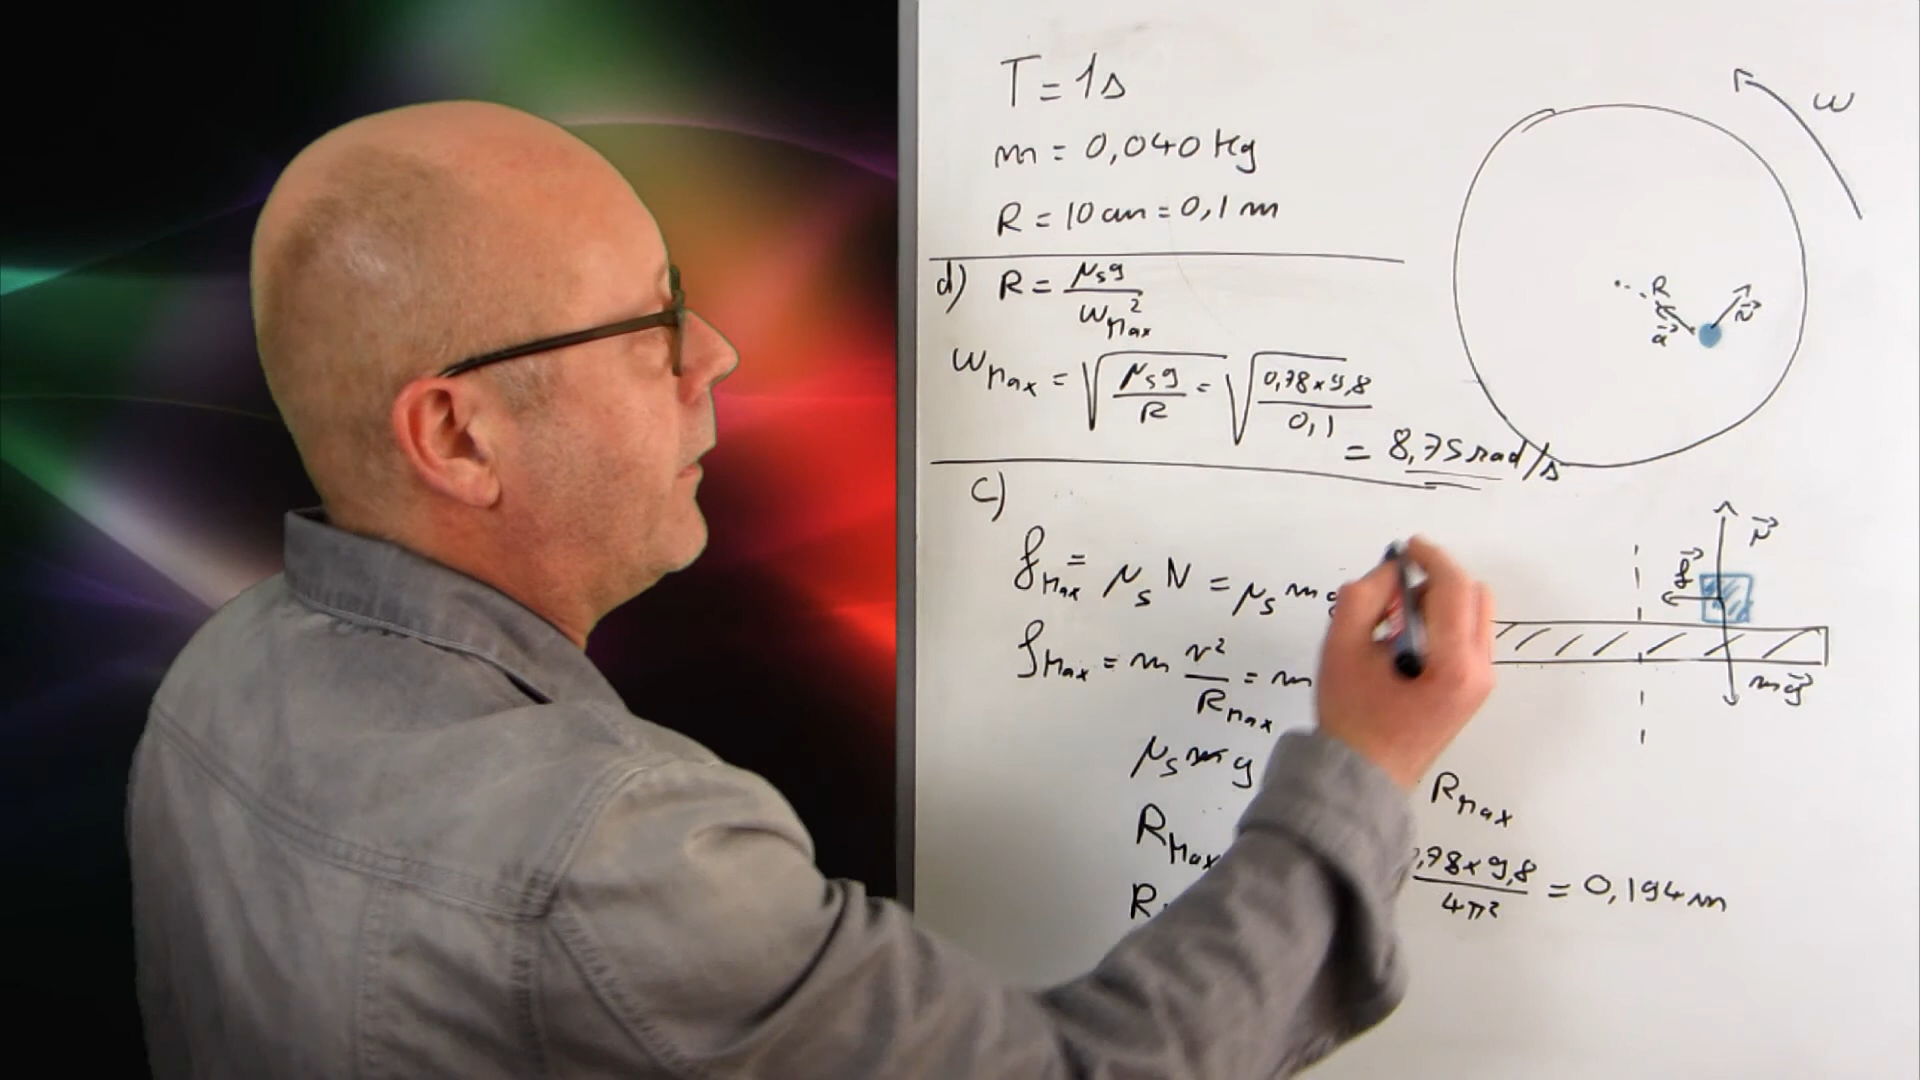 T = 1s
m = 0,040 Kg
R = 10 cm = 0,1 m
d) R = μsg / ωMax²
ωMax = √(μsg / R) = √(0,78 × 9,8 / 0,1)
= 8,75 rad/s
c)
fMax = μs N = μs m
fMax = m v² / RMax = m
μs m g
RMax
RMax
,78 × 9,8 / 4π² = 0,194 m
R
ω
R
a⃗
v⃗
N⃗
f⃗
mg⃗